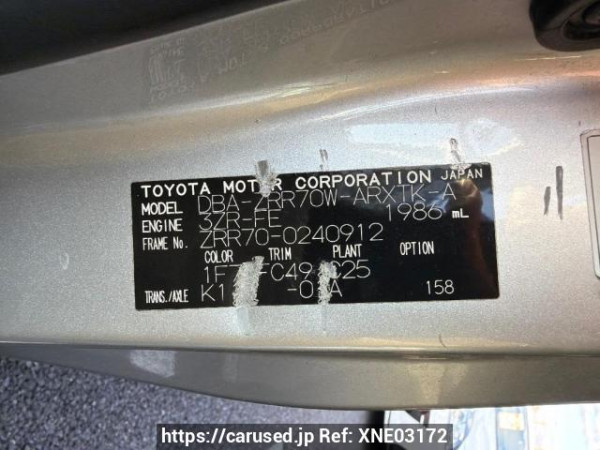 TOYOTA MOTOR CORPORATION JAPAN
MODEL DBA-ZRR70W-ARXTK-A
ENGINE 3ZR-FE 1986 mL
FRAME No. ZRR70-0240912
COLOR TRIM PLANT OPTION
C25
TRANS./AXLE 158
https://carused.jp Ref: XNE03172